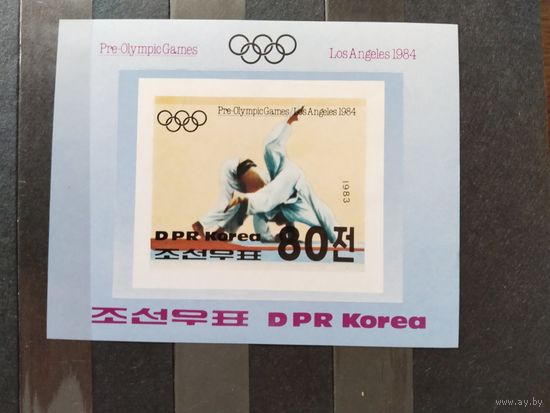 Pre-Olympic Games Los Angeles 1984
Pre-Olympic Games/Los Angeles 1984
1983
DPR Korea
조선우표 80전
조선우표 DPR Korea
www.ay.by